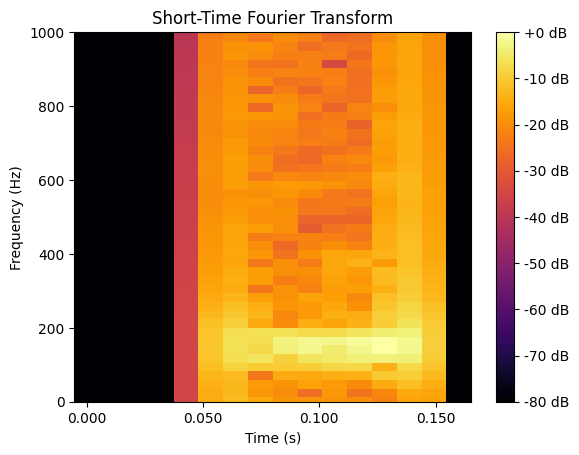 Short-Time Fourier Transform
1000
800
600
400
200
0
Frequency (Hz)
0.000
0.050
0.100
0.150
Time (s)
+0 dB
-10 dB
-20 dB
-30 dB
-40 dB
-50 dB
-60 dB
-70 dB
-80 dB